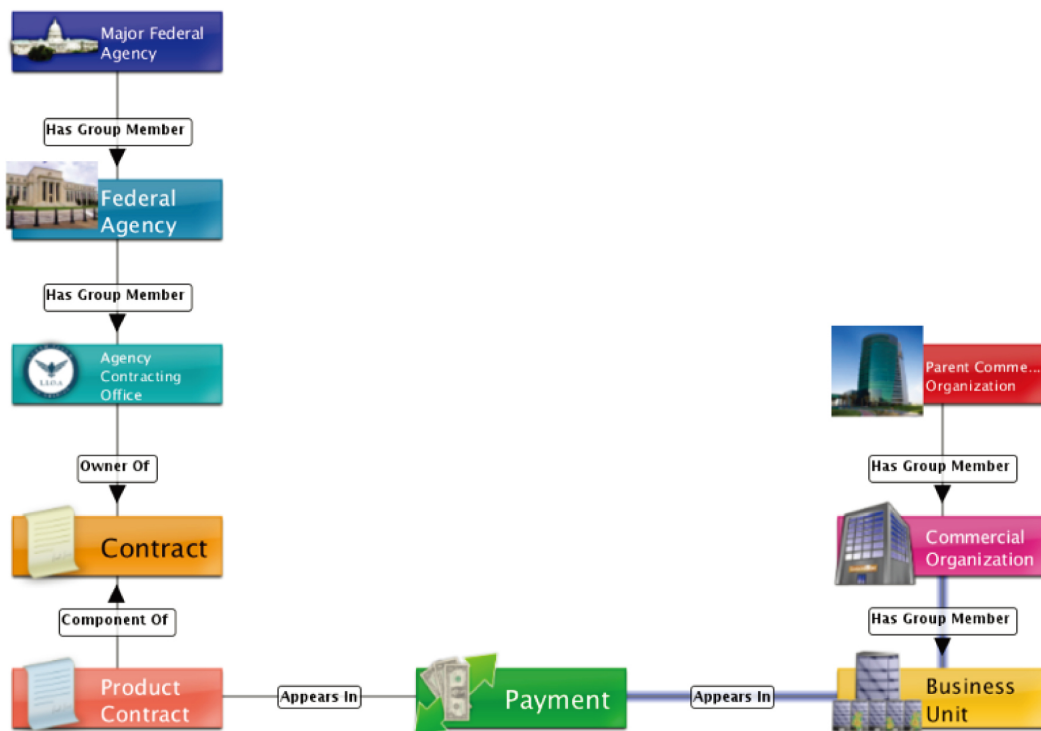 Major Federal
Agency
Has Group Member
Federal
Agency
Has Group Member
Agency
Contracting
Office
Parent Comme...
Organization
Owner Of
Has Group Member
Contract
Commercial
Organization
Component Of
Has Group Member
Product
Contract
Appears In
Payment
Appears In
Business
Unit